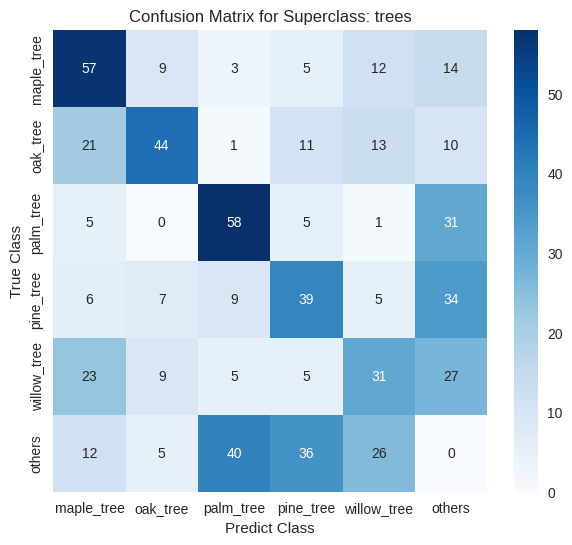 Confusion Matrix for Superclass: trees
True Class
maple_tree 57 9 3 5 12 14
oak_tree 21 44 1 11 13 10
palm_tree 5 0 58 5 1 31
pine_tree 6 7 9 39 5 34
willow_tree 23 9 5 5 31 27
others 12 5 40 36 26 0
maple_tree oak_tree palm_tree pine_tree willow_tree others
Predict Class
50
40
30
20
10
0